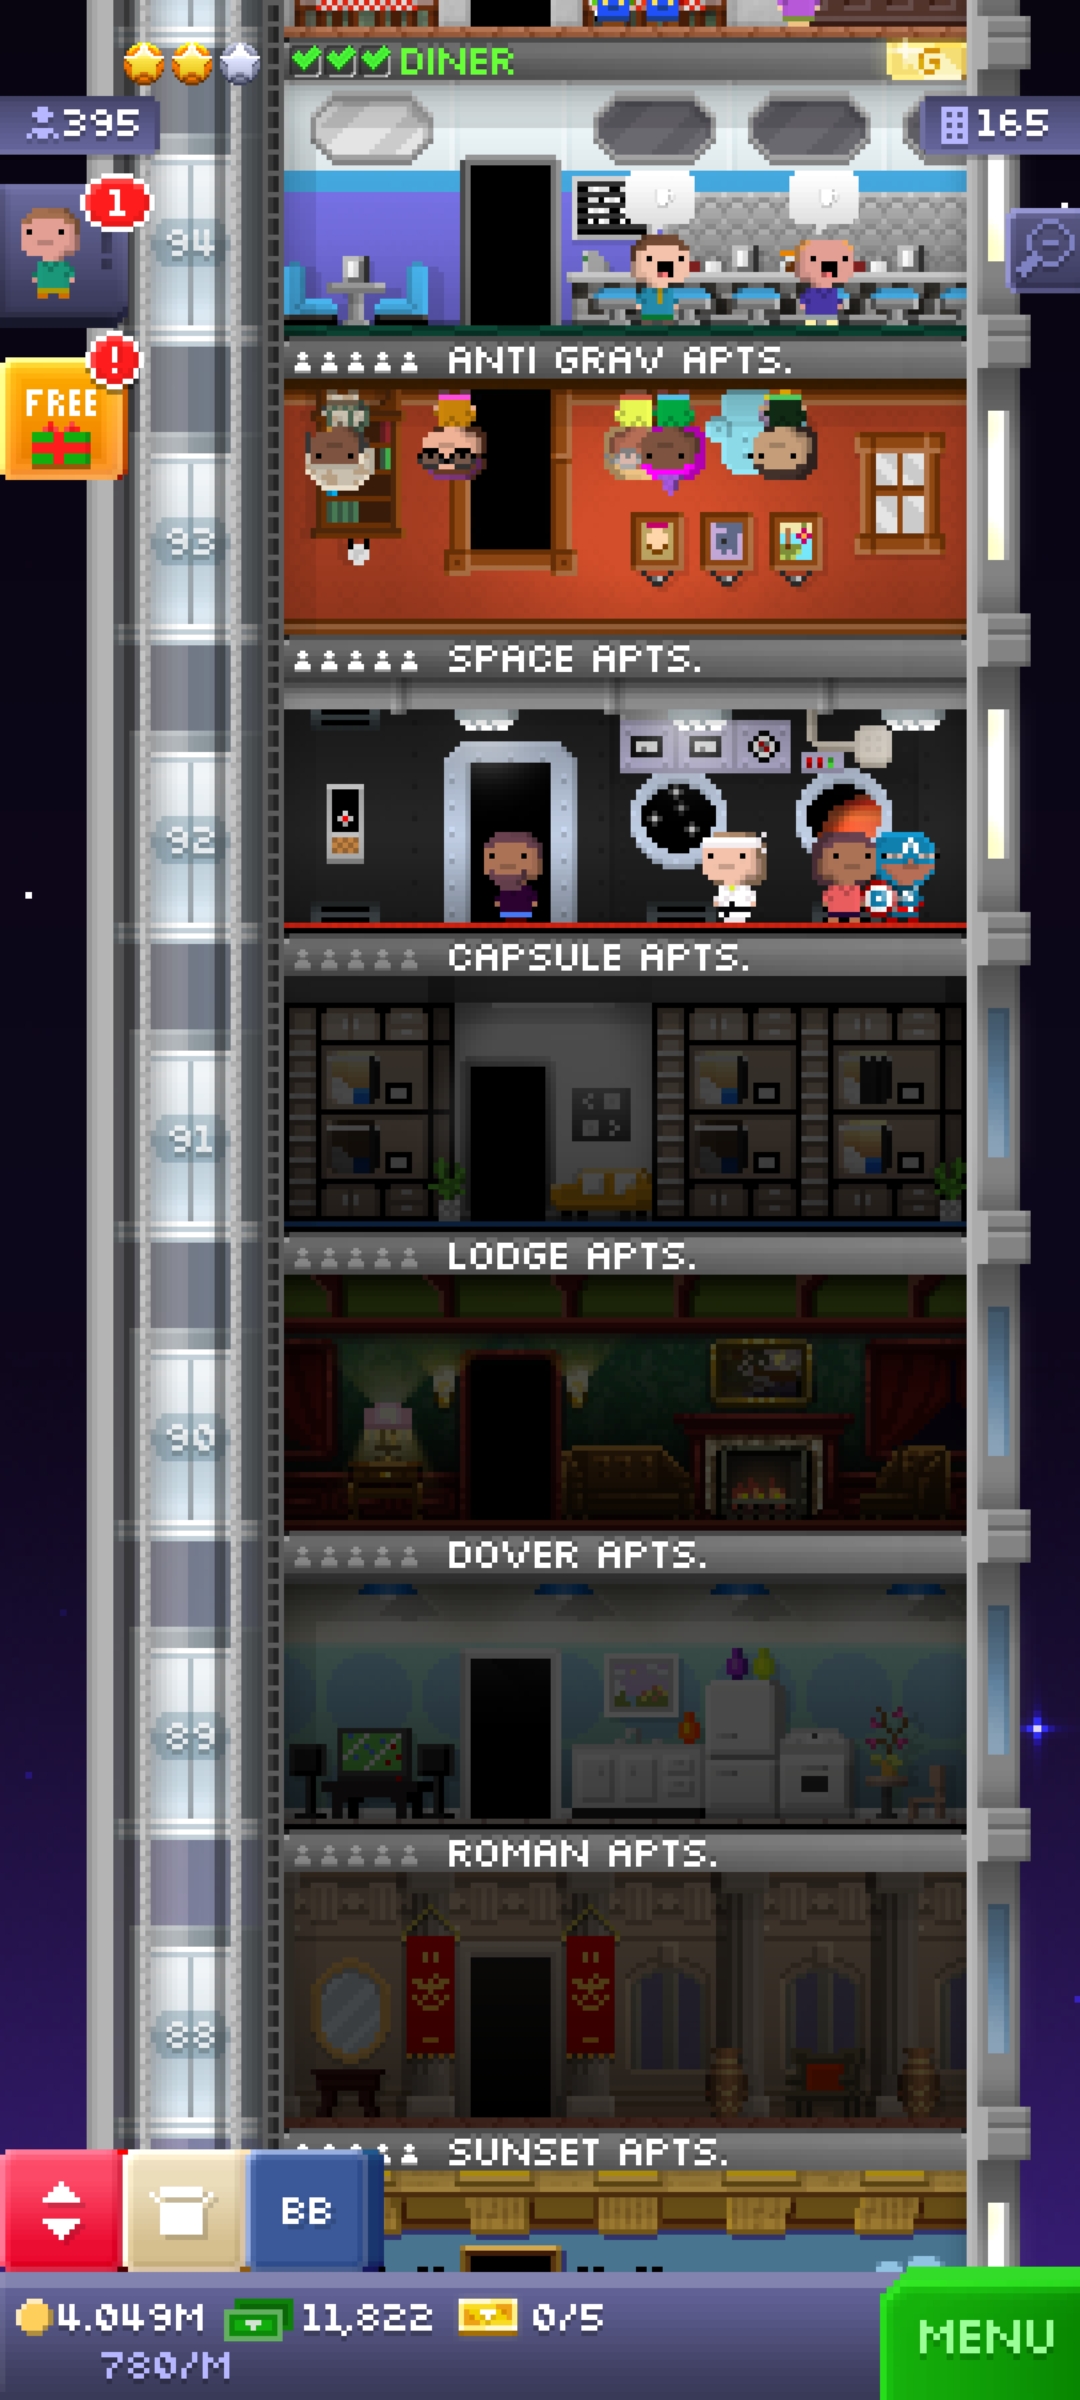 DINER
G
395
165
1
94
ANTI GRAV APTS.
!
FREE
93
SPACE APTS.
92
CAPSULE APTS.
91
LODGE APTS.
90
DOVER APTS.
89
ROMAN APTS.
88
SUNSET APTS.
BB
4.049M
11,822
0/5
MENU
780/M